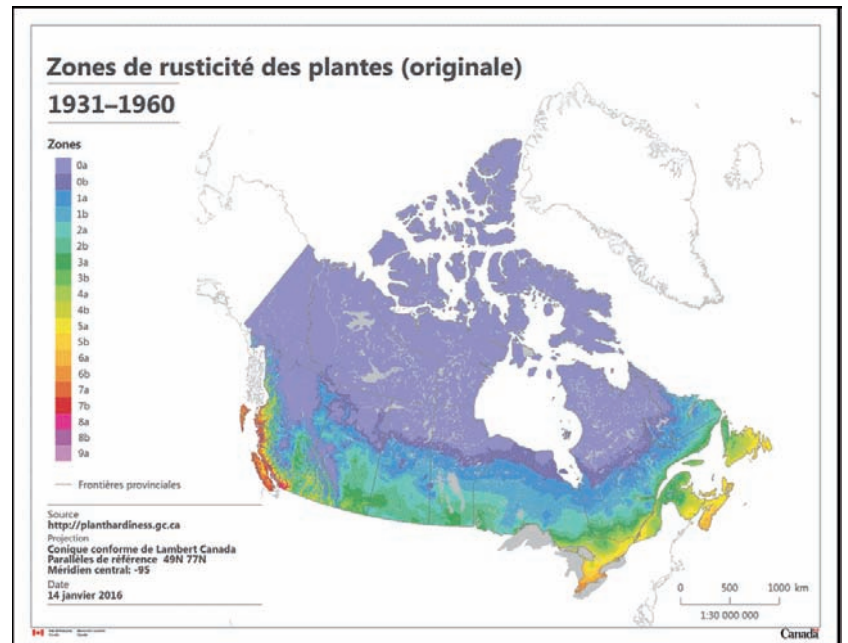 Zones de rusticité des plantes (originale)
1931–1960
Zones
0a
0b
1a
1b
2a
2b
3a
3b
4a
4b
5a
5b
6a
6b
7a
7b
8a
8b
9a
Frontières provinciales
Source
http://planthardiness.gc.ca
Projection
Conique conforme de Lambert Canada
Parallèles de référence 49N 77N
Méridien central: -95
Date
14 janvier 2016
0 500 1000 km
1:30 000 000
Canada